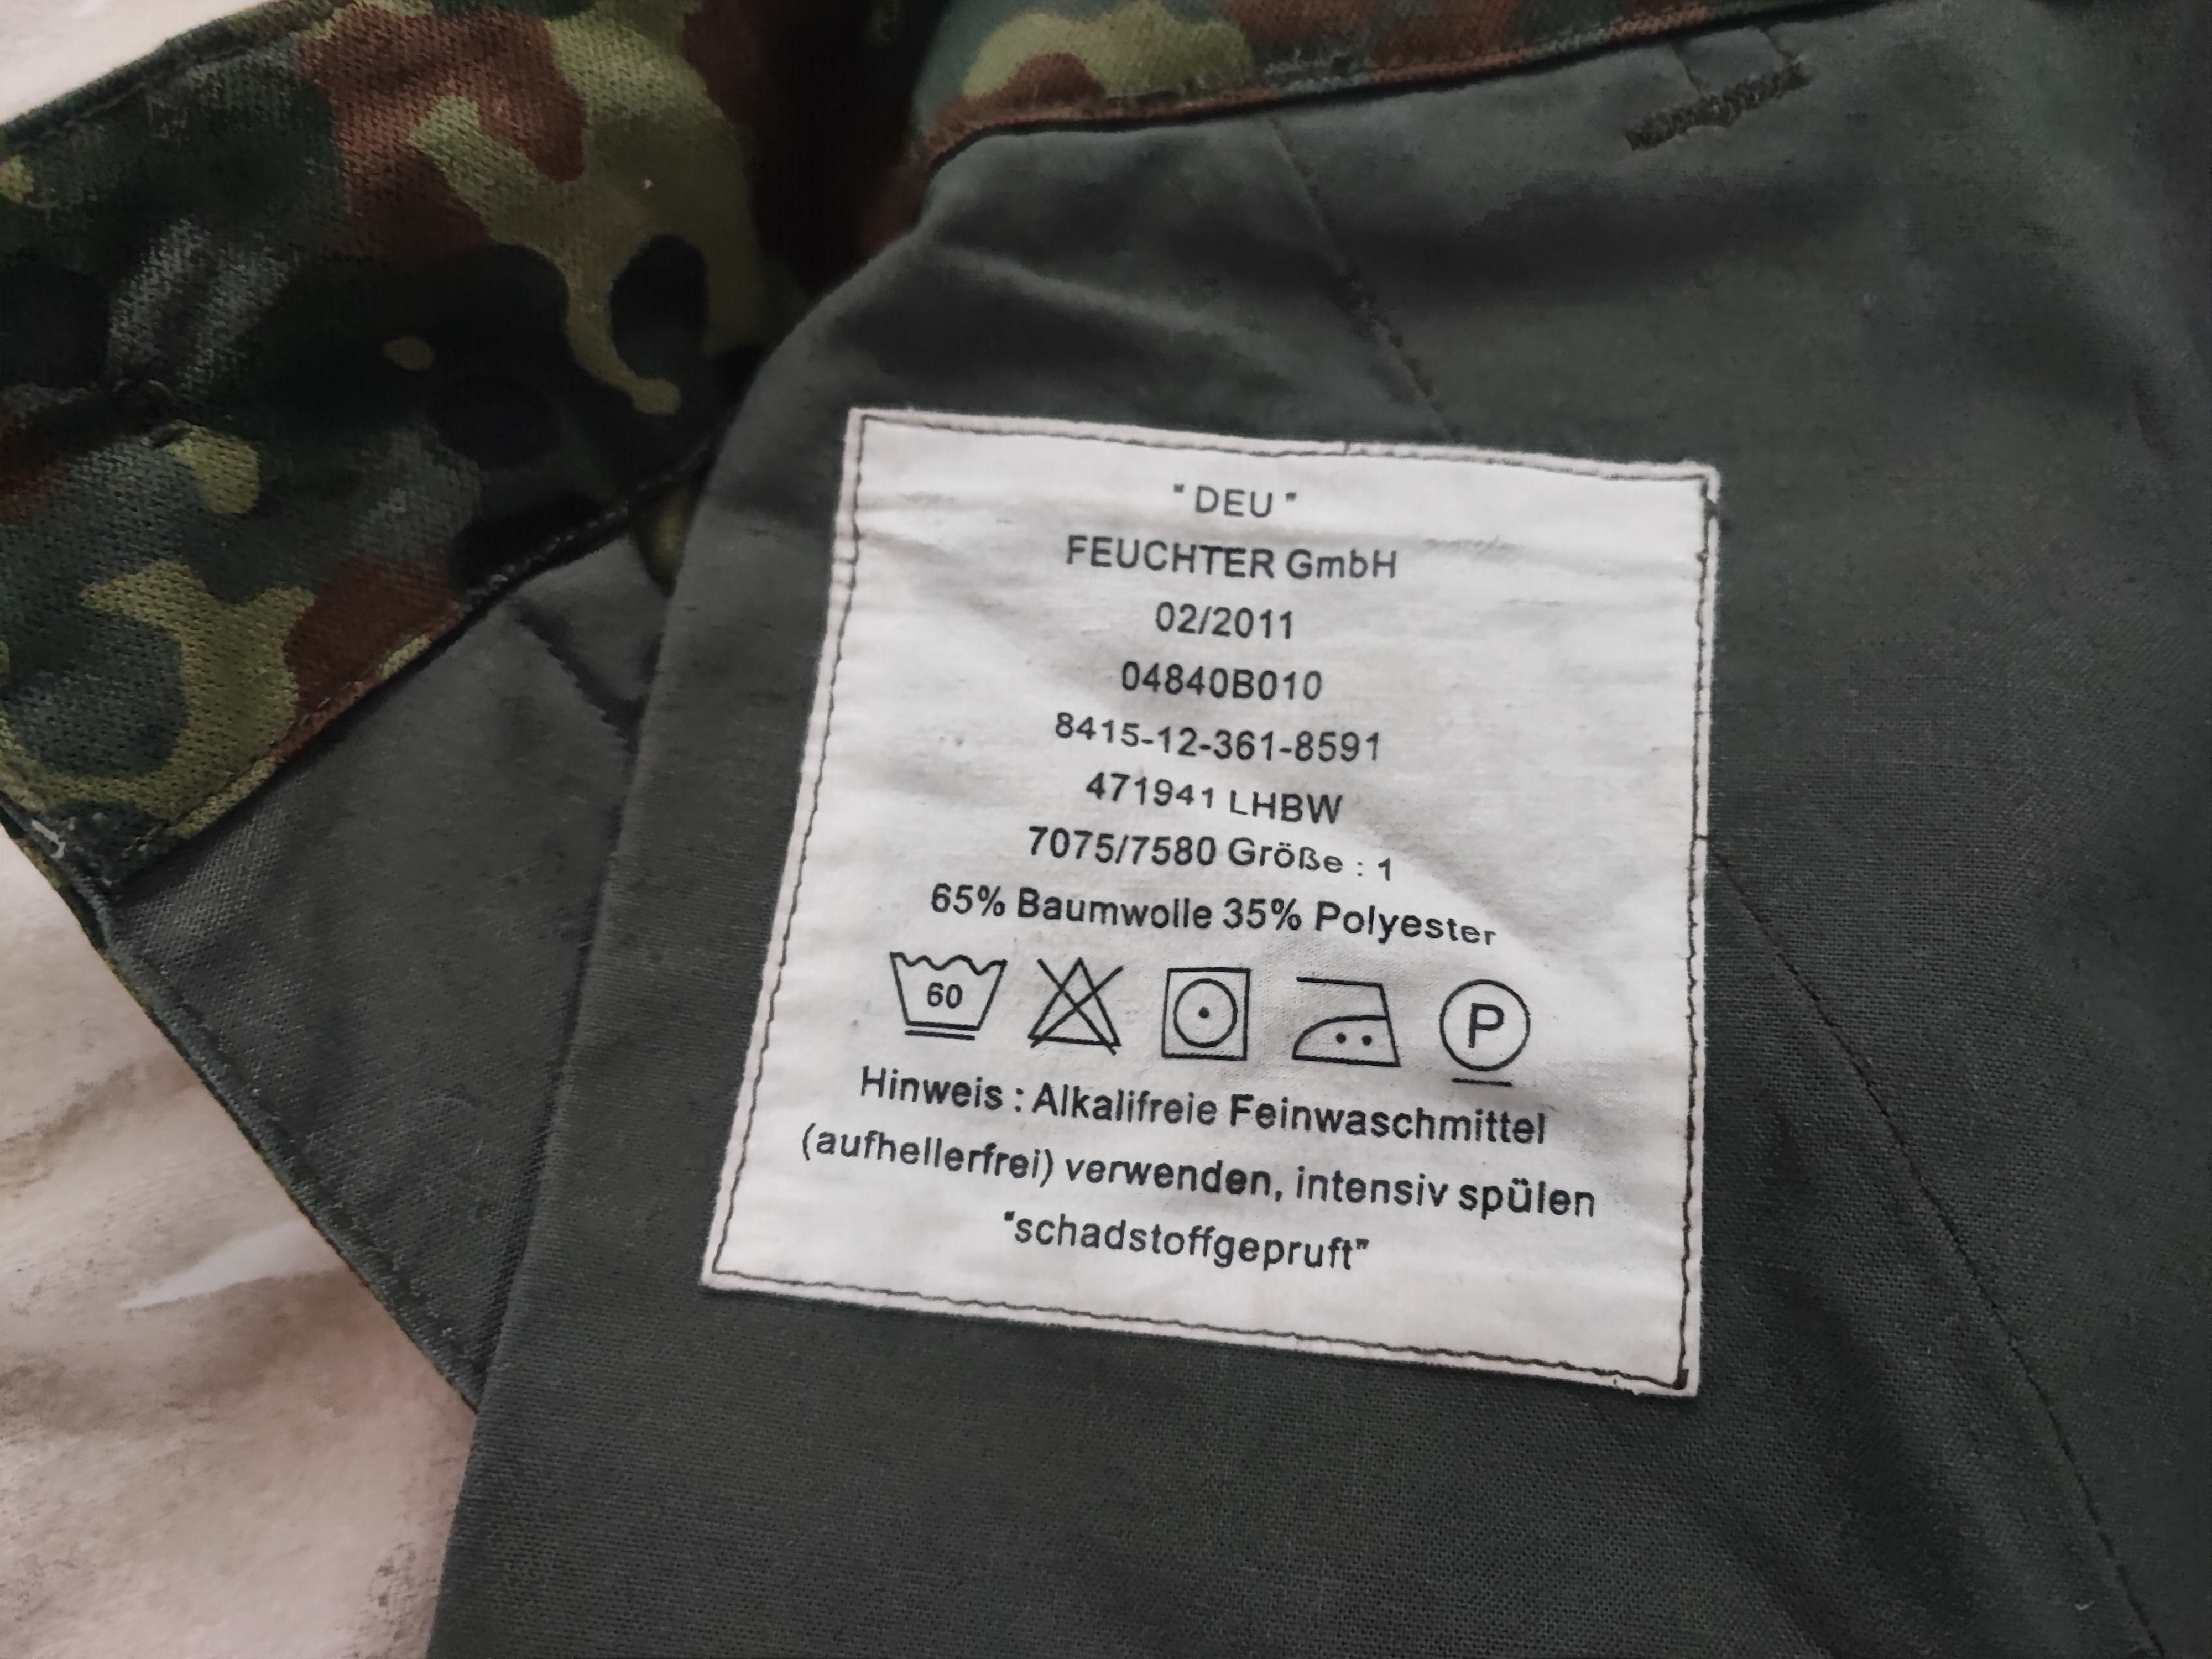 "DEU"
FEUCHTER GmbH
02/2011
04840B010
8415-12-361-8591
471941 LHBW
7075/7580 Größe : 1
65% Baumwolle 35% Polyester
60
P
Hinweis : Alkalifreie Feinwaschmittel
(aufhellerfrei) verwenden, intensiv spülen
"schadstoffgepruft"